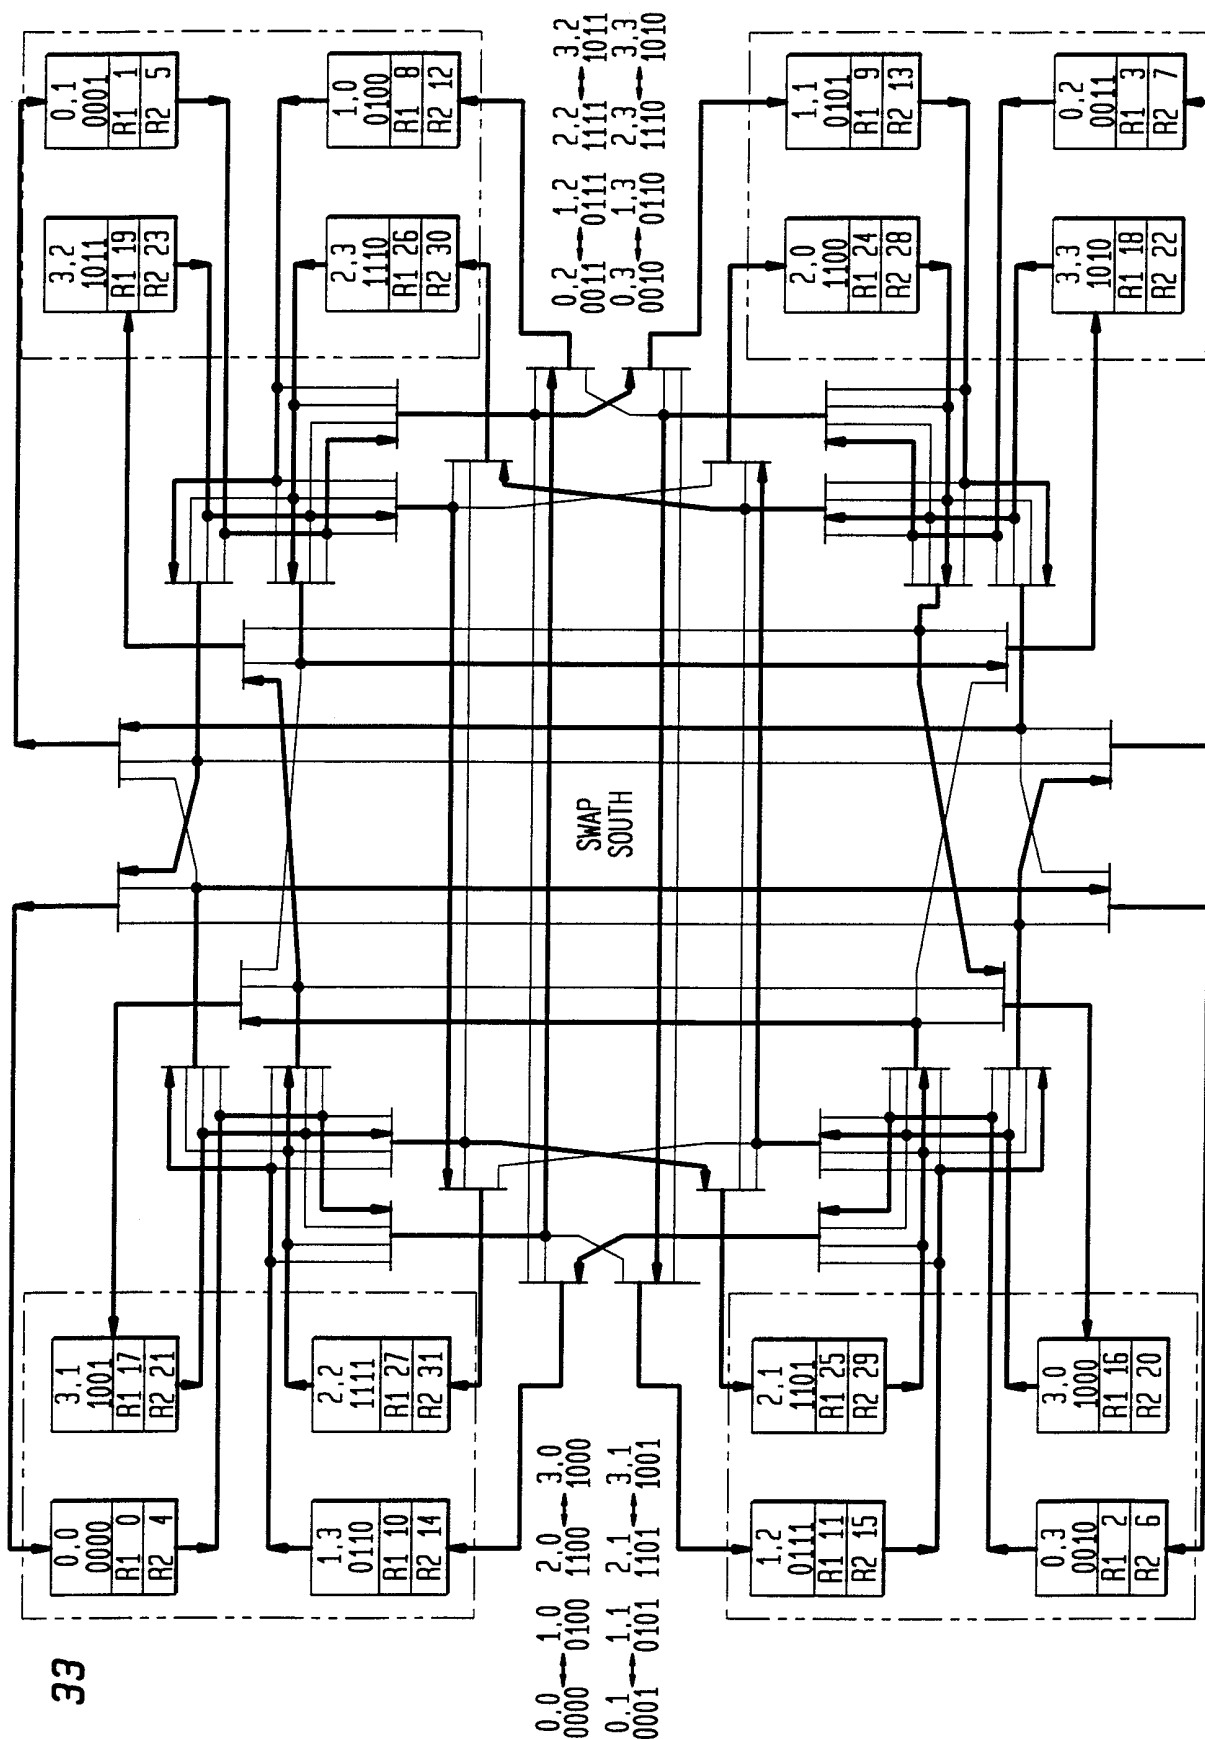 33
0,0
0000
R1 0
R2 4
3,1
1001
R1 17
R2 21
3,2
1011
R1 19
R2 23
0,1
0001
R1 1
R2 5
1,3
0110
R1 10
R2 14
2,2
1111
R1 27
R2 31
2,3
1110
R1 26
R2 30
1,0
0100
R1 8
R2 12
0,0 1,0 2,0 3,0
0000 ↔ 0100 1100 ↔ 1000
0,1 1,1 2,1 3,1
0001 ↔ 0101 1101 ↔ 1001
SWAP
SOUTH
0,2 1,2 2,2 3,2
0011 ↔ 0111 1111 ↔ 1011
0,3 1,3 2,3 3,3
0010 ↔ 0110 1110 ↔ 1010
1,2
0111
R1 11
R2 15
2,1
1101
R1 25
R2 29
2,0
1100
R1 24
R2 28
1,1
0101
R1 9
R2 13
0,3
0010
R1 2
R2 6
3,0
1000
R1 16
R2 20
3,3
1010
R1 18
R2 22
0,2
0011
R1 3
R2 7